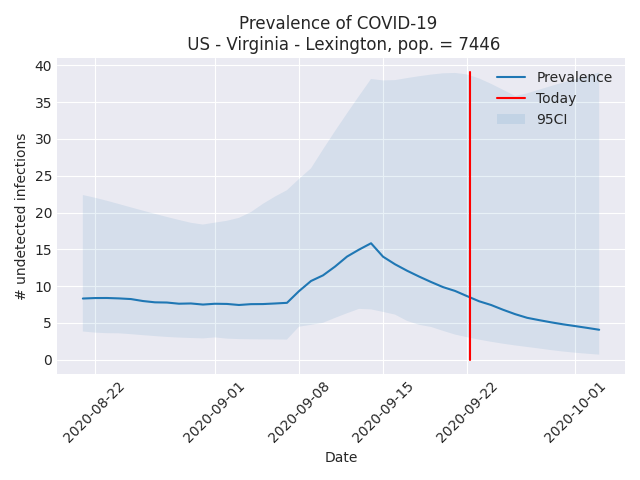 Prevalence of COVID-19
US - Virginia - Lexington, pop. = 7446
# undetected infections
40
35
30
25
20
15
10
5
0
Prevalence
Today
95CI
2020-08-22
2020-09-01
2020-09-08
2020-09-15
2020-09-22
2020-10-01
Date